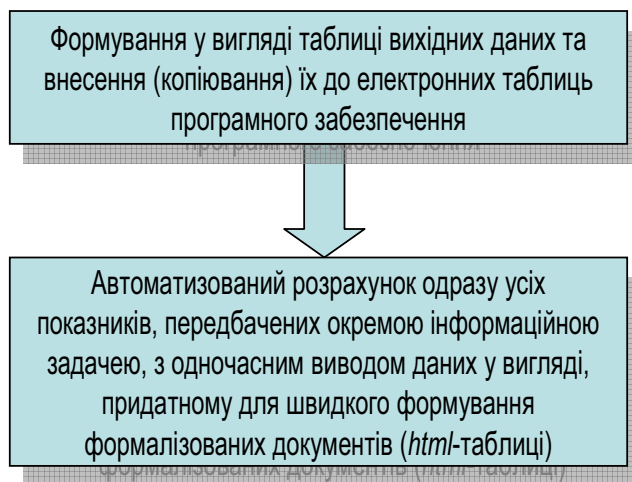 Формування у вигляді таблиці вихідних даних та
внесення (копіювання) їх до електронних таблиць
програмного забезпечення
Автоматизований розрахунок одразу усіх
показників, передбачених окремою інформаційною
задачею, з одночасним виводом даних у вигляді,
придатному для швидкого формування
формалізованих документів (html-таблиці)